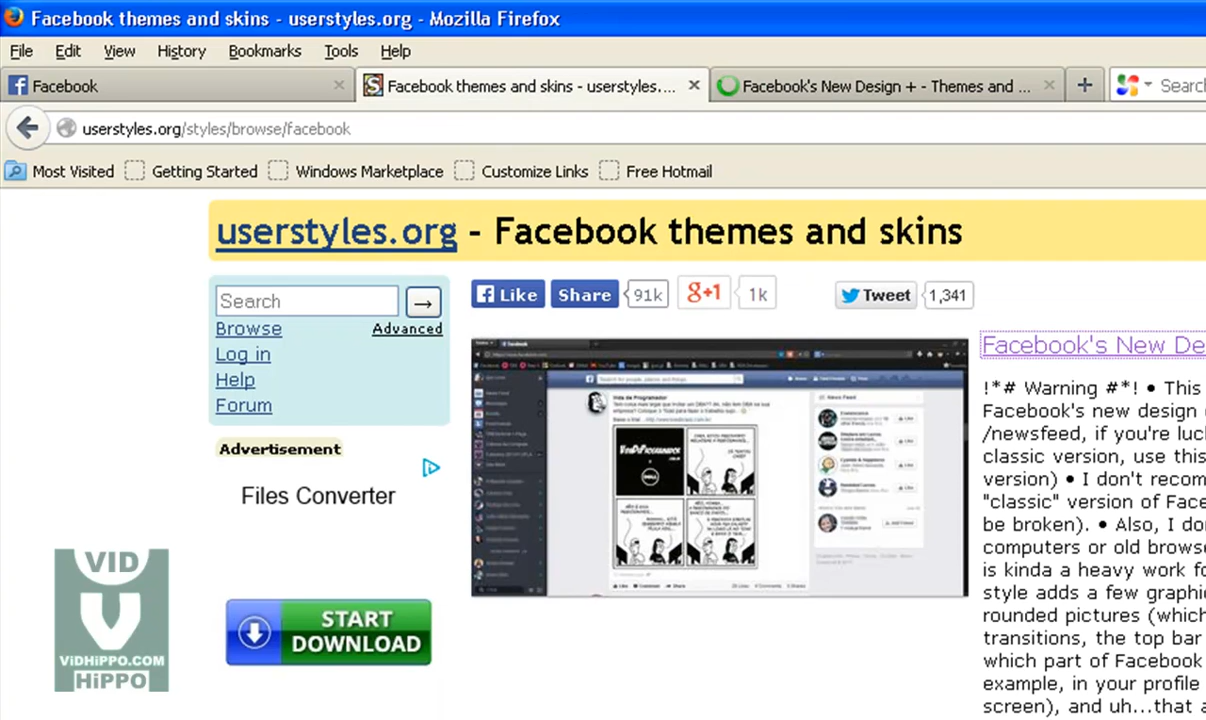 Facebook themes and skins - userstyles.org - Mozilla Firefox
File Edit View History Bookmarks Tools Help
Facebook
Facebook themes and skins - userstyles....
Facebook's New Design + - Themes and ...
Search
userstyles.org/styles/browse/facebook
Most Visited Getting Started Windows Marketplace Customize Links Free Hotmail
userstyles.org - Facebook themes and skins
Search →
Browse Advanced
Log in
Help
Forum
Like Share 91k g+1 1k Tweet 1,341
Advertisement
Files Converter
START
DOWNLOAD
VID
VIDHIPPO.COM
HIPPO
Facebook's New De
!*# Warning #*! • This
Facebook's new design
/newsfeed, if you're luck
classic version, use this
version) • I don't recom
"classic" version of Face
be broken). • Also, I do
computers or old browse
is kinda a heavy work fo
style adds a few graphic
rounded pictures (which
transitions, the top bar
which part of Facebook
example, in your profile
screen), and uh...that a